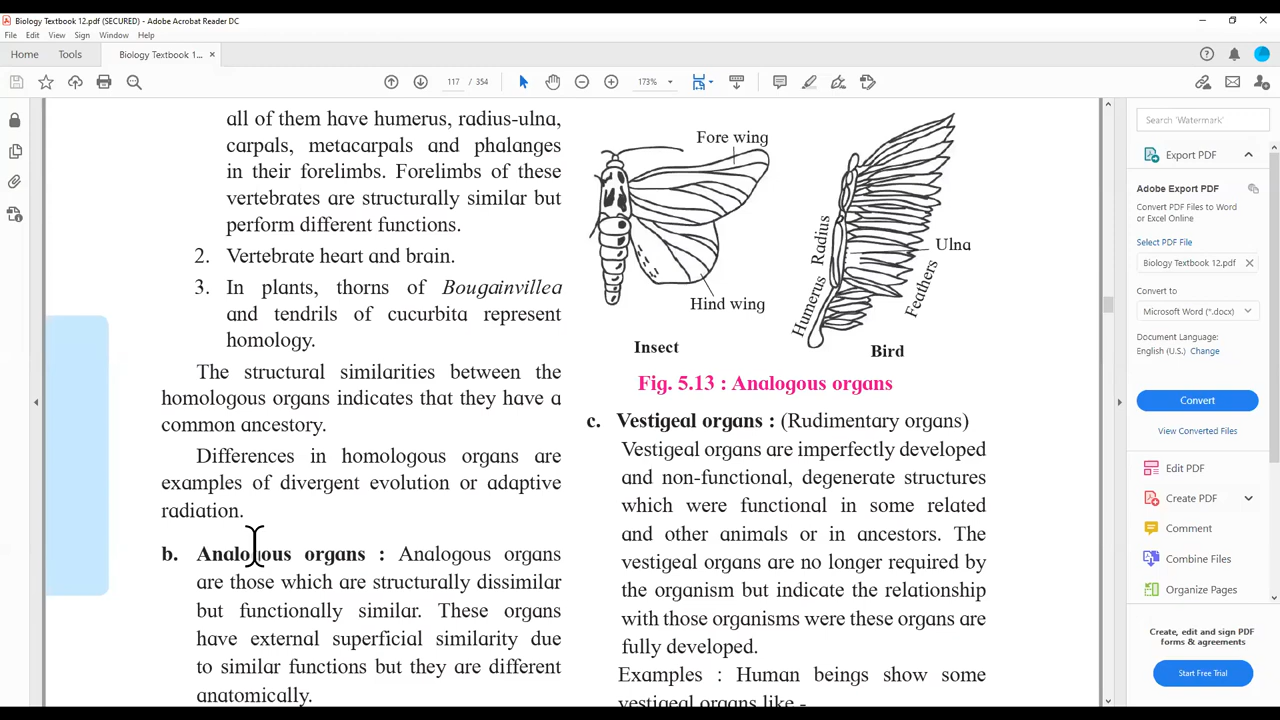 Biology Textbook 12.pdf (SECURED) - Adobe Acrobat Reader DC
File Edit View Sign Window Help
Home Tools Biology Textbook 1... ×
117 / 354
173%
all of them have humerus, radius-ulna,
carpals, metacarpals and phalanges
in their forelimbs. Forelimbs of these
vertebrates are structurally similar but
perform different functions.
2. Vertebrate heart and brain.
3. In plants, thorns of Bougainvillea
and tendrils of cucurbita represent
homology.
The structural similarities between the
homologous organs indicates that they have a
common ancestory.
Differences in homologous organs are
examples of divergent evolution or adaptive
radiation.
b. Analogous organs : Analogous organs
are those which are structurally dissimilar
but functionally similar. These organs
have external superficial similarity due
to similar functions but they are different
anatomically.
Fore wing
Hind wing
Insect
Radius
Humerus
Ulna
Feathers
Bird
Fig. 5.13 : Analogous organs
c. Vestigeal organs : (Rudimentary organs)
Vestigeal organs are imperfectly developed
and non-functional, degenerate structures
which were functional in some related
and other animals or in ancestors. The
vestigeal organs are no longer required by
the organism but indicate the relationship
with those organisms were these organs are
fully developed.
Examples : Human beings show some
vestigeal organs like -
Search 'Watermark'
Export PDF
Adobe Export PDF
Convert PDF Files to Word
or Excel Online
Select PDF File
Biology Textbook 12.pdf
Convert to
Microsoft Word (*.docx)
Document Language:
English (U.S.) Change
Convert
View Converted Files
Edit PDF
Create PDF
Comment
Combine Files
Organize Pages
Create, edit and sign PDF
forms & agreements
Start Free Trial